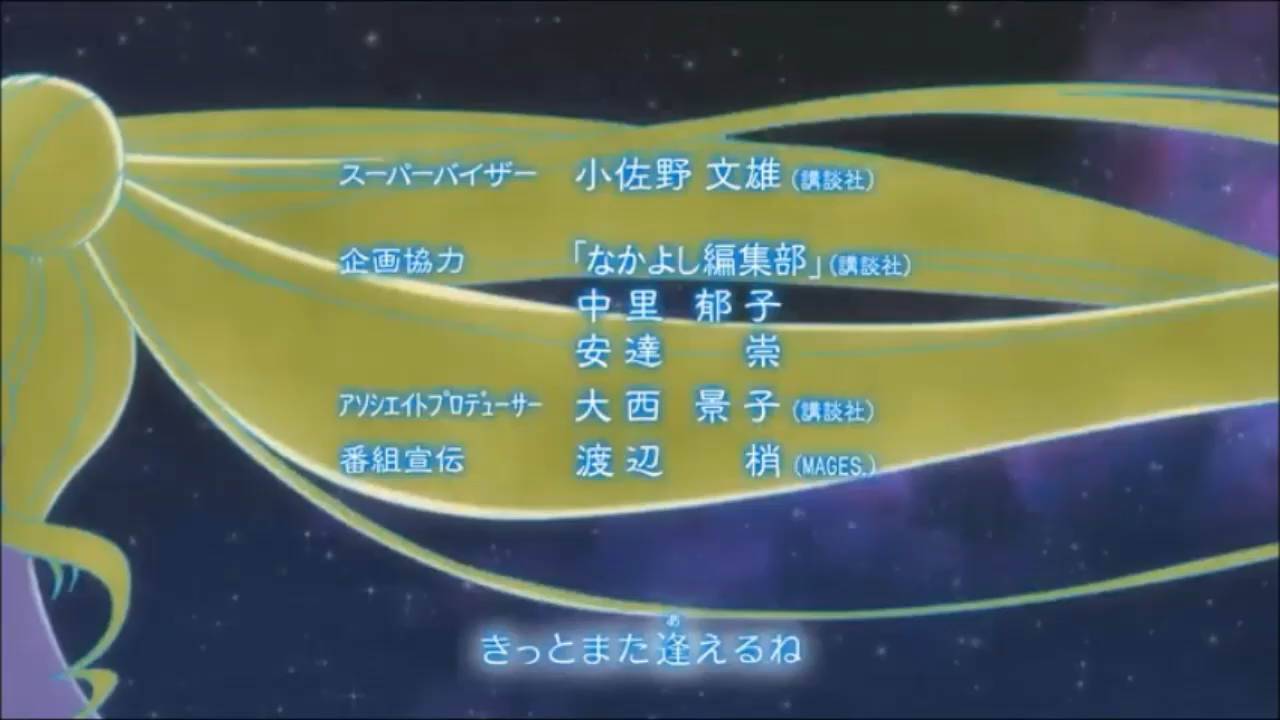 スーパーバイザー 小佐野 文雄 (講談社)
企画協力 「なかよし編集部」(講談社)
中里 郁子
安達 崇
アソシエイトプロデューサー 大西 景子 (講談社)
番組宣伝 渡辺 梢 (MAGES.)
あ
きっとまた逢えるね